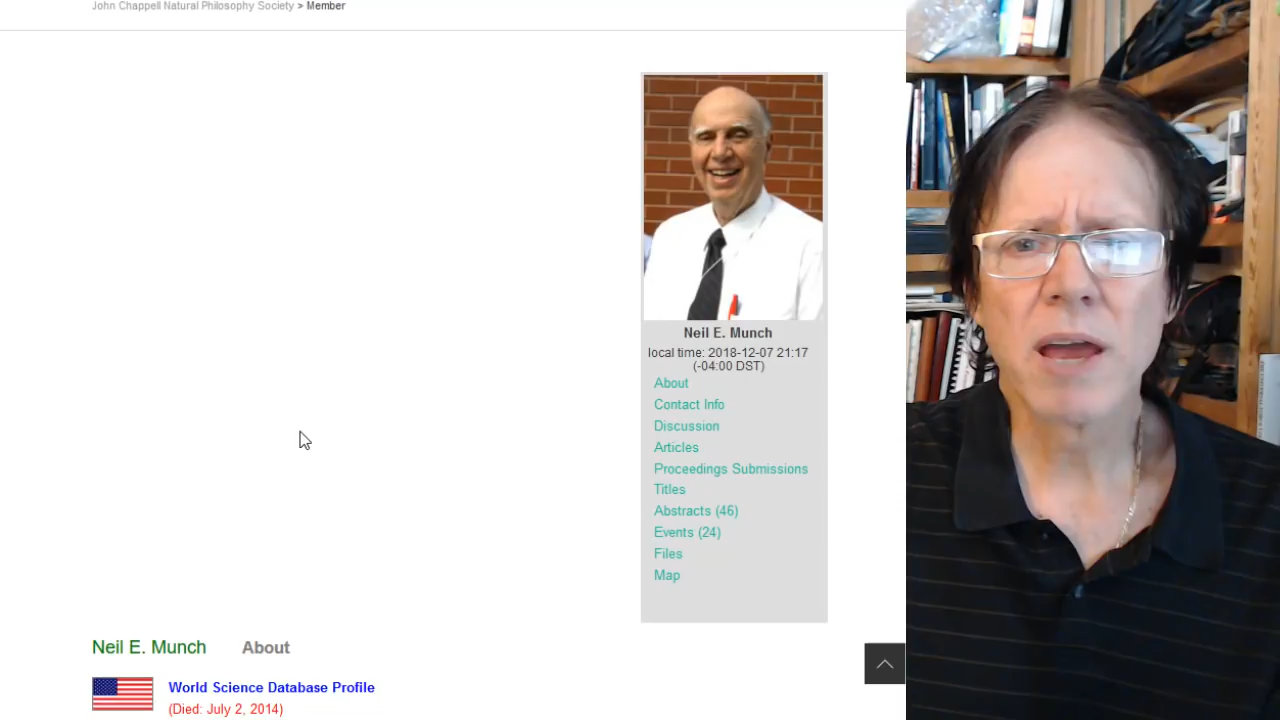 John Chappell Natural Philosophy Society > Member
Neil E. Munch
local time: 2018-12-07 21:17
(-04:00 DST)
About
Contact Info
Discussion
Articles
Proceedings Submissions
Titles
Abstracts (46)
Events (24)
Files
Map
Neil E. Munch About
World Science Database Profile
(Died: July 2, 2014)